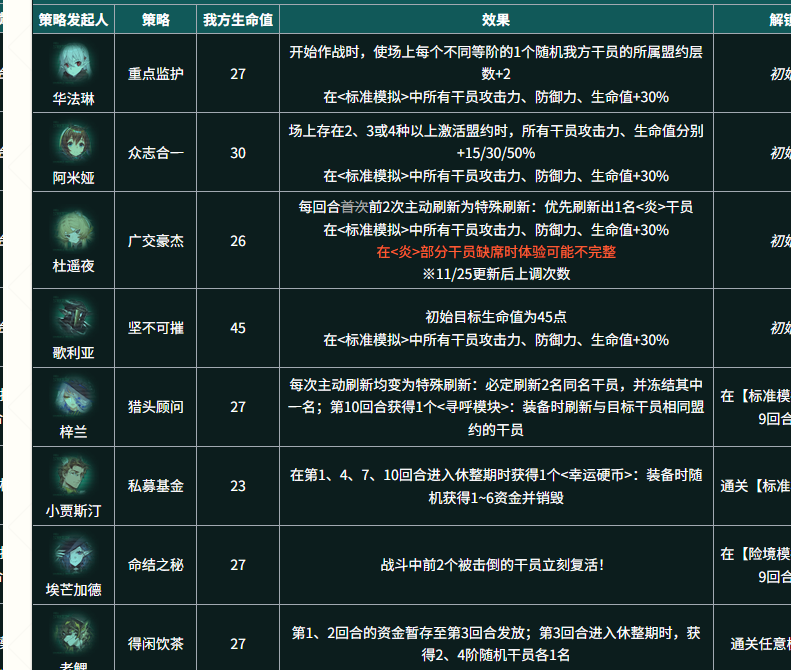 策略发起人 策略 我方生命值 效果 解锁
华法琳 重点监护 27
开始作战时，使场上每个不同等阶的1个随机我方干员的所属盟约层
数+2
在<标准模拟>中所有干员攻击力、防御力、生命值+30%
阿米娅 众志合一 30
场上存在2、3或4种以上激活盟约时，所有干员攻击力、生命值分别
+15/30/50%
在<标准模拟>中所有干员攻击力、防御力、生命值+30%
杜遥夜 广交豪杰 26
每回合首次前2次主动刷新为特殊刷新：优先刷新出1名<炎>干员
在<标准模拟>中所有干员攻击力、防御力、生命值+30%
在<炎>部分干员缺席时体验可能不完整
※11/25更新后上调次数
歌利亚 坚不可摧 45
初始目标生命值为45点
在<标准模拟>中所有干员攻击力、防御力、生命值+30%
梓兰 猎头顾问 27
每次主动刷新均变为特殊刷新：必定刷新2名同名干员，并冻结其中
一名；第10回合获得1个<寻呼模块>：装备时刷新与目标干员相同盟
约的干员
在【标准模
9回合
小贾斯汀 私募基金 23
在第1、4、7、10回合进入休整期时获得1个<幸运硬币>：装备时随
机获得1~6资金并销毁
通关【标准
埃芒加德 命结之秘 27
战斗中前2个被击倒的干员立刻复活！
在【险境模
9回合
老鲤 得闲饮茶 27
第1、2回合的资金暂存至第3回合发放；第3回合进入休整期时，获
得2、4阶随机干员各1名
通关任意模